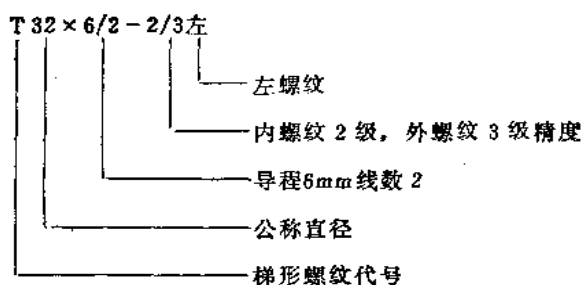 T32×6/2-2/3左
左螺纹
内螺纹2级，外螺纹3级精度
导程6mm线数2
公称直径
梯形螺纹代号